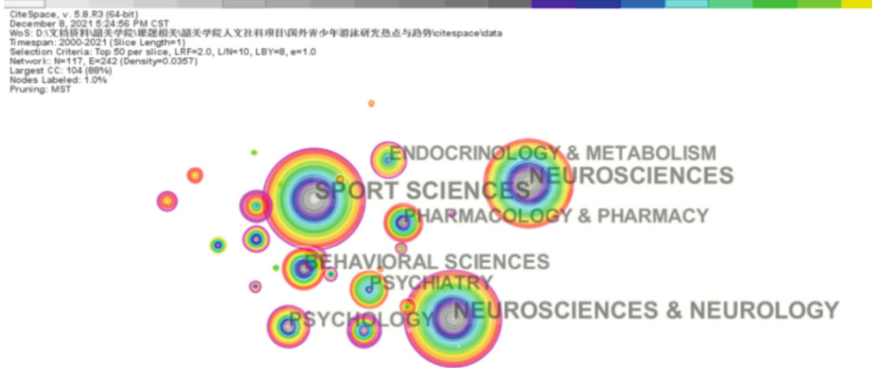 CiteSpace, v. 5.8.R3 (64-bit)
December 8, 2021 5:24:56 PM CST
WoS: D:\文档资料\韶关学院\课题相关\韶关学院人文社科项目\国外青少年游泳研究热点与趋势\citespace\data
Timespan: 2000-2021 (Slice Length=1)
Selection Criteria: Top 50 per slice, LRF=2.0, L/N=10, LBY=8, e=1.0
Network: N=117, E=242 (Density=0.0357)
Largest CC: 104 (88%)
Nodes Labeled: 1.0%
Pruning: MST
ENDOCRINOLOGY & METABOLISM
NEUROSCIENCES
SPORT SCIENCES
PHARMACOLOGY & PHARMACY
BEHAVIORAL SCIENCES
PSYCHIATRY
NEUROSCIENCES & NEUROLOGY
PSYCHOLOGY